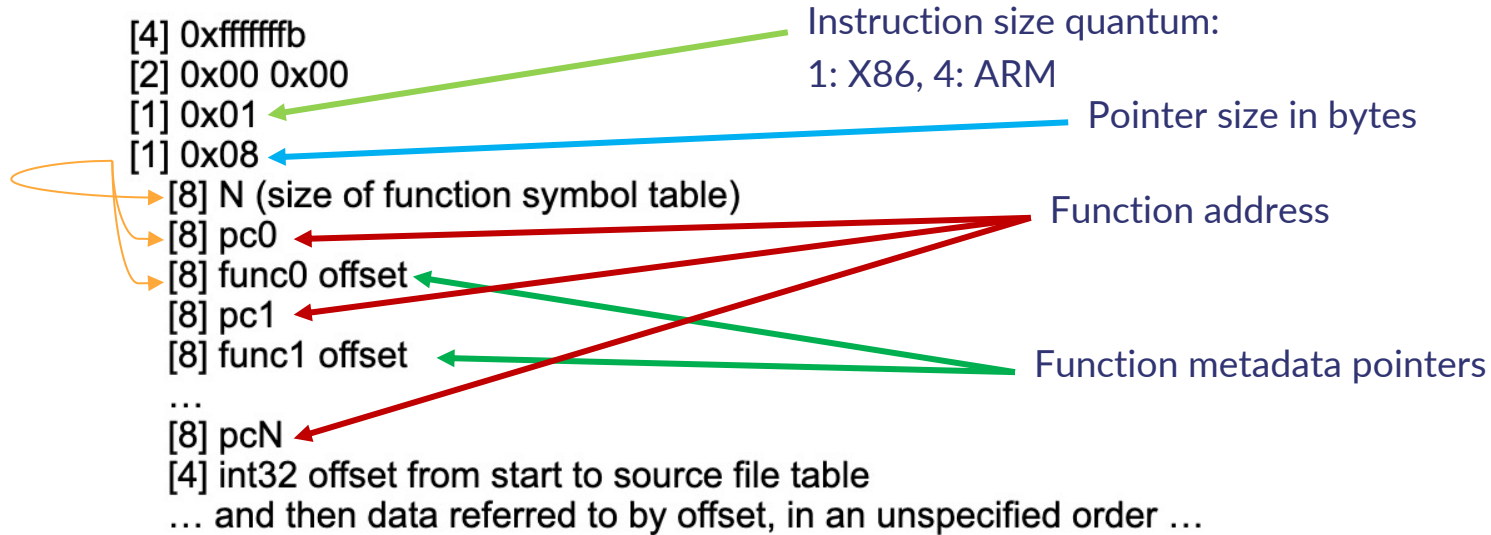 [4] 0xfffffffb
[2] 0x00 0x00
[1] 0x01
[1] 0x08
[8] N (size of function symbol table)
[8] pc0
[8] func0 offset
[8] pc1
[8] func1 offset
…
[8] pcN
[4] int32 offset from start to source file table
… and then data referred to by offset, in an unspecified order …
Instruction size quantum:
1: X86, 4: ARM
Pointer size in bytes
Function address
Function metadata pointers